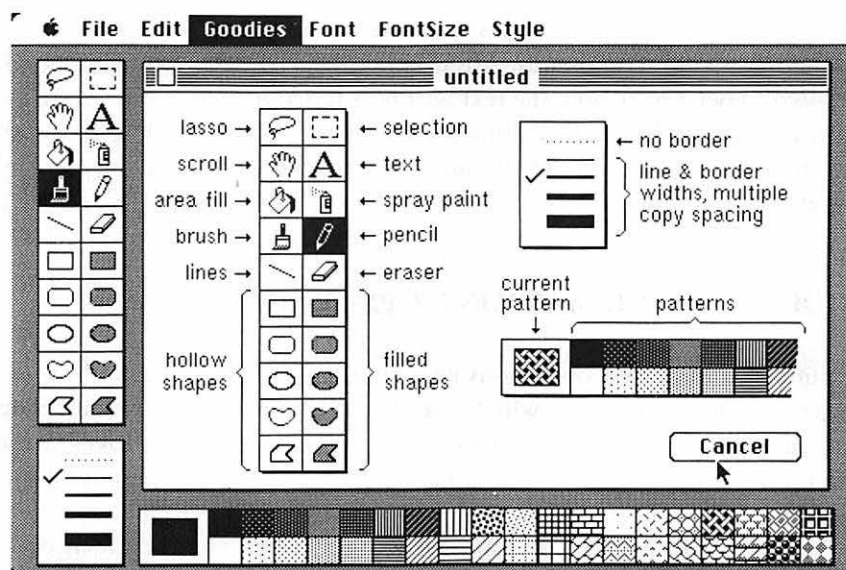 File Edit Goodies Font FontSize Style
untitled
lasso → ← selection
scroll → A ← text
area fill → ← spray paint
brush → ← pencil
lines → ← eraser
hollow
shapes
filled
shapes
← no border
line & border
widths, multiple
copy spacing
current
pattern
patterns
Cancel